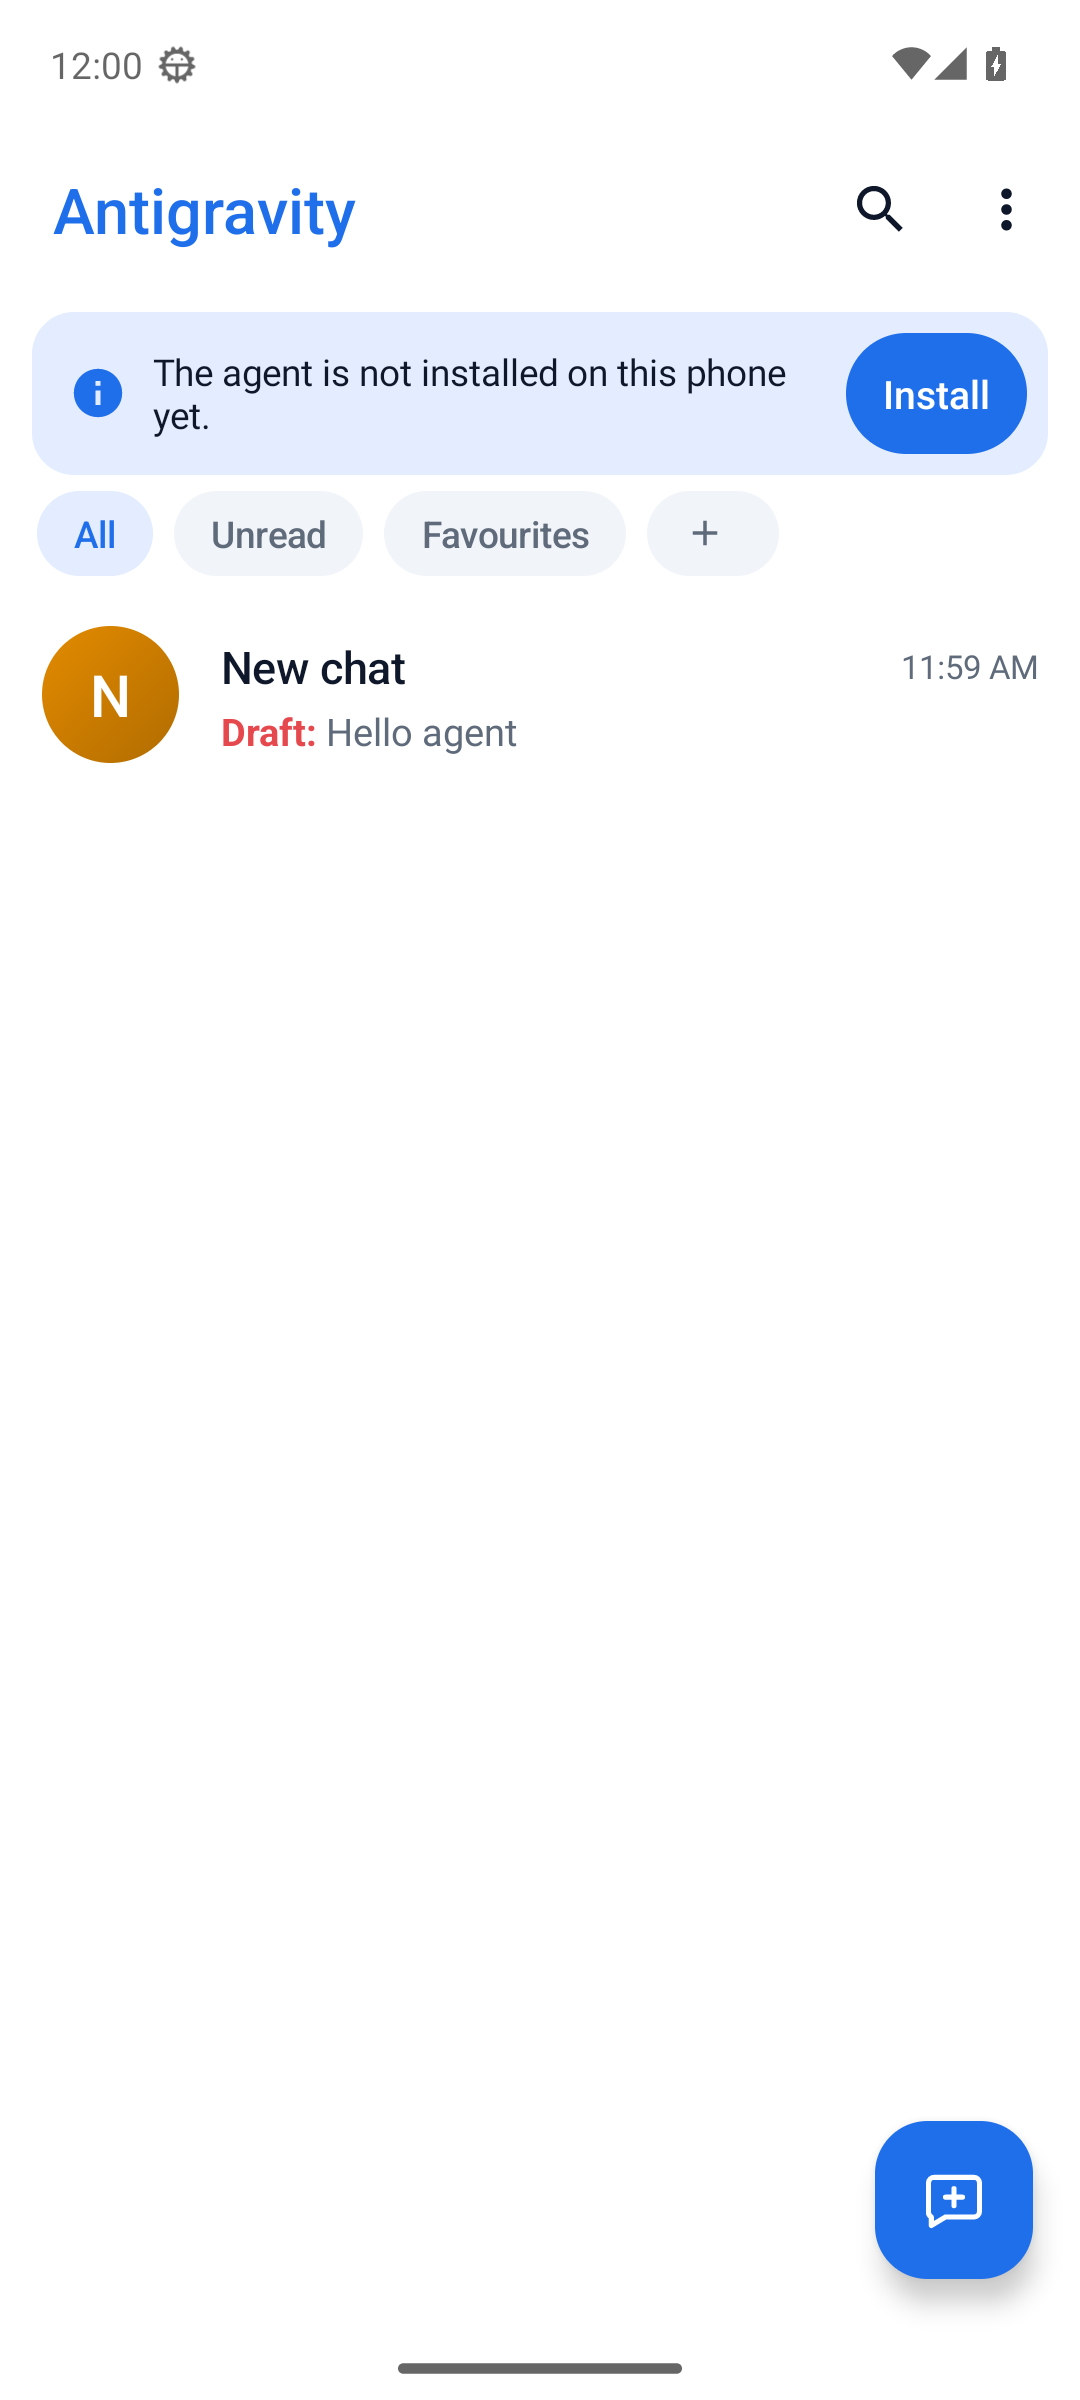 12:00
Antigravity
The agent is not installed on this phone
yet.
Install
All
Unread
Favourites
+
N
New chat
11:59 AM
Draft: Hello agent